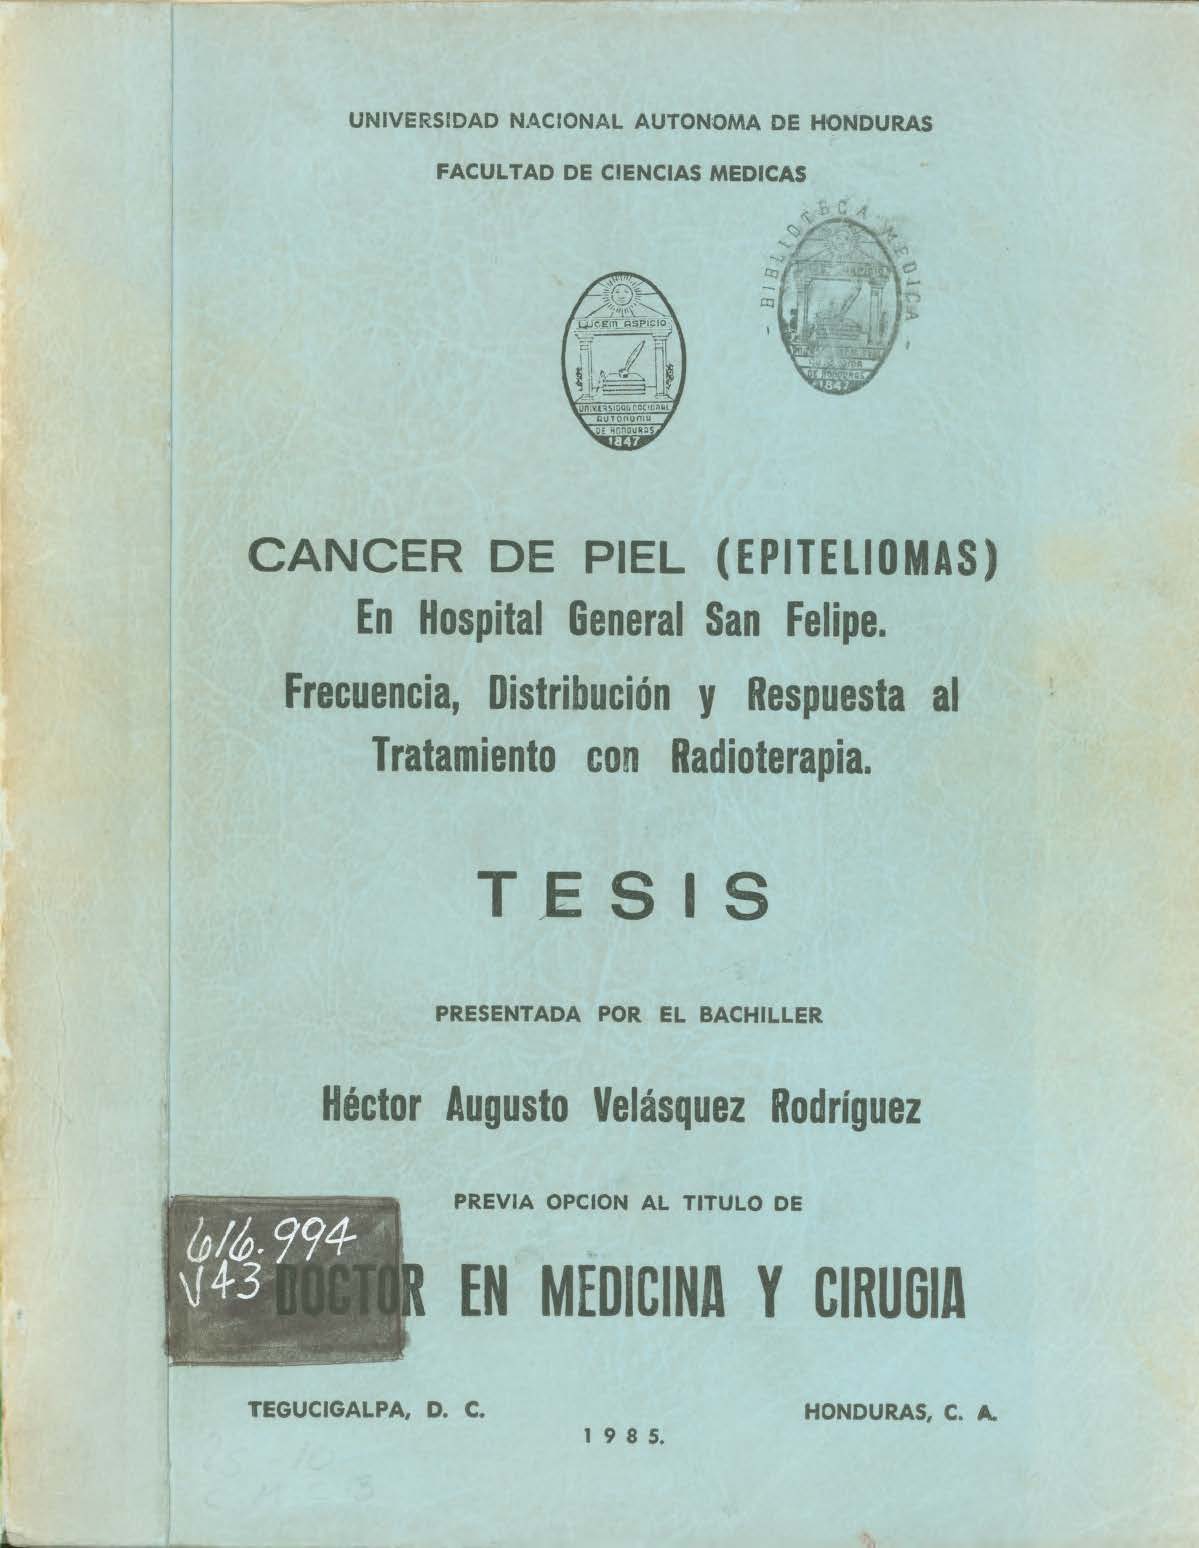 UNIVERSIDAD NACIONAL AUTONOMA DE HONDURAS
FACULTAD DE CIENCIAS MEDICAS
- BIBLIOTECA MEDICA -
LUCEM ASPICIO
UNIVERSIDAD NACIONAL
AUTONOMA
DE HONDURAS
1847
DE HONDURAS
1847
CANCER DE PIEL (EPITELIOMAS)
En Hospital General San Felipe.
Frecuencia, Distribución y Respuesta al
Tratamiento con Radioterapia.
TESIS
PRESENTADA POR EL BACHILLER
Héctor Augusto Velásquez Rodríguez
PREVIA OPCION AL TITULO DE
616.994
V43
DOCTOR EN MEDICINA Y CIRUGIA
TEGUCIGALPA, D. C. HONDURAS, C. A.
1985.